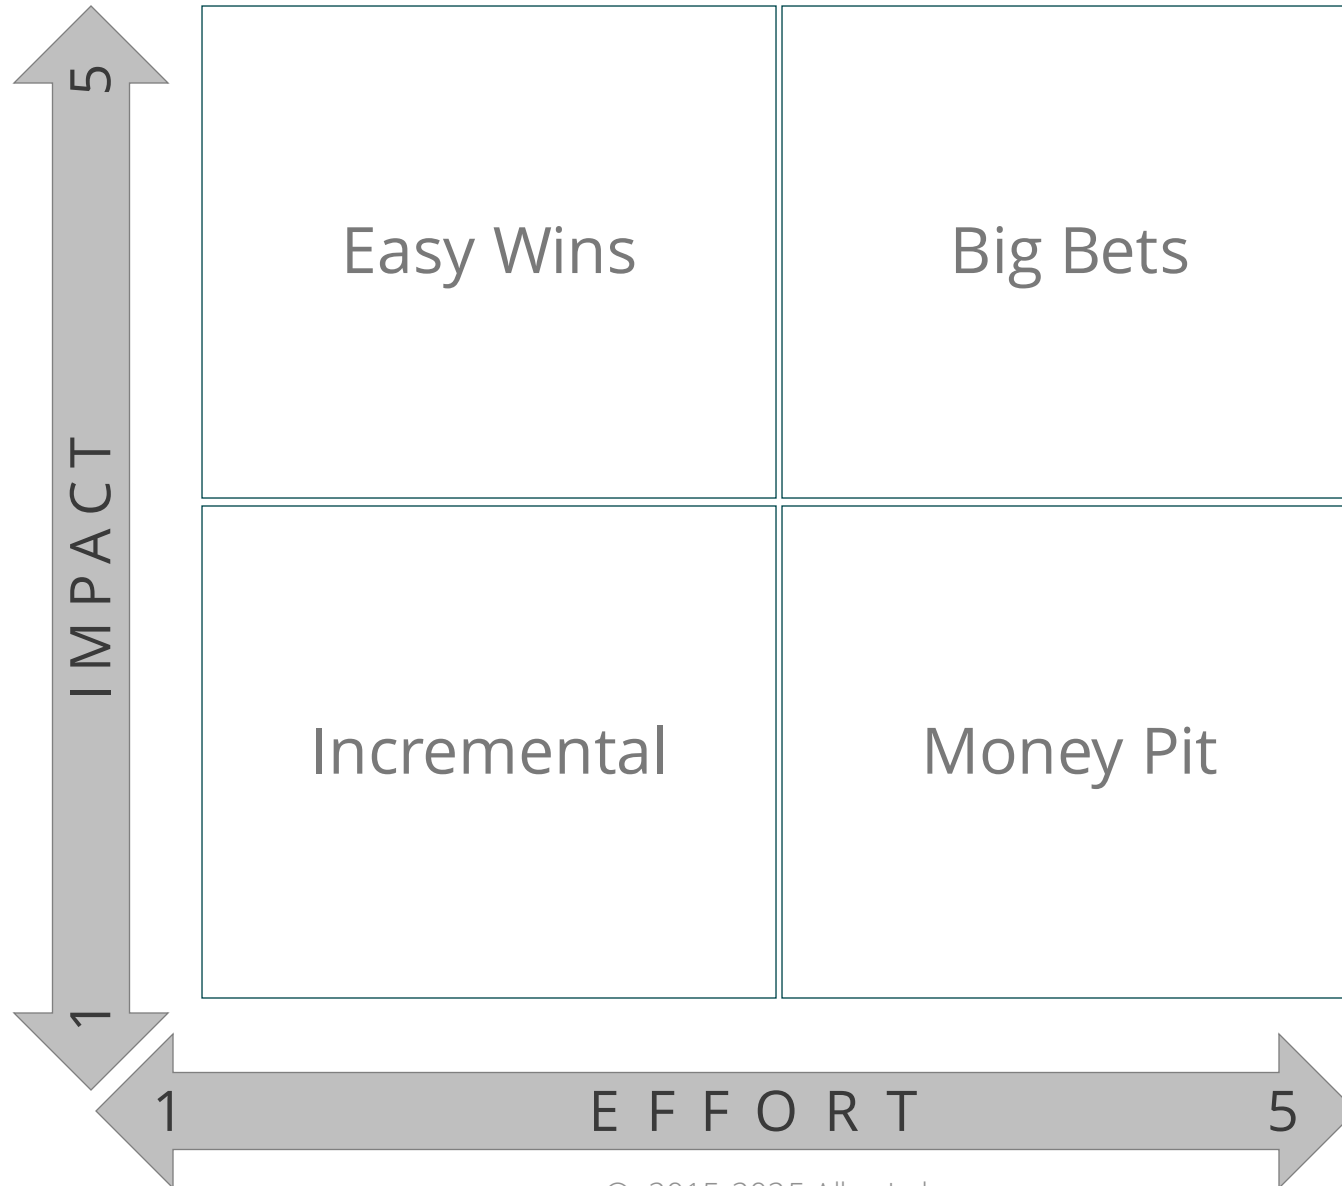 5
Easy Wins
Big Bets
IMPACT
Incremental
Money Pit
1
1
EFFORT
5